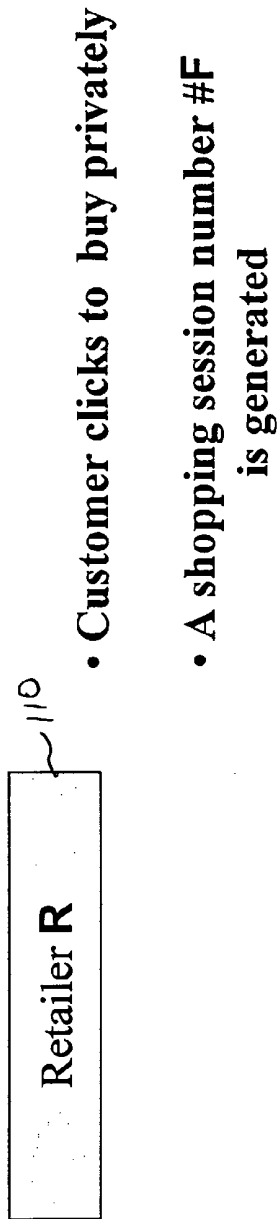 Retailer R
110
• Customer clicks to buy privately
• A shopping session number #F
is generated